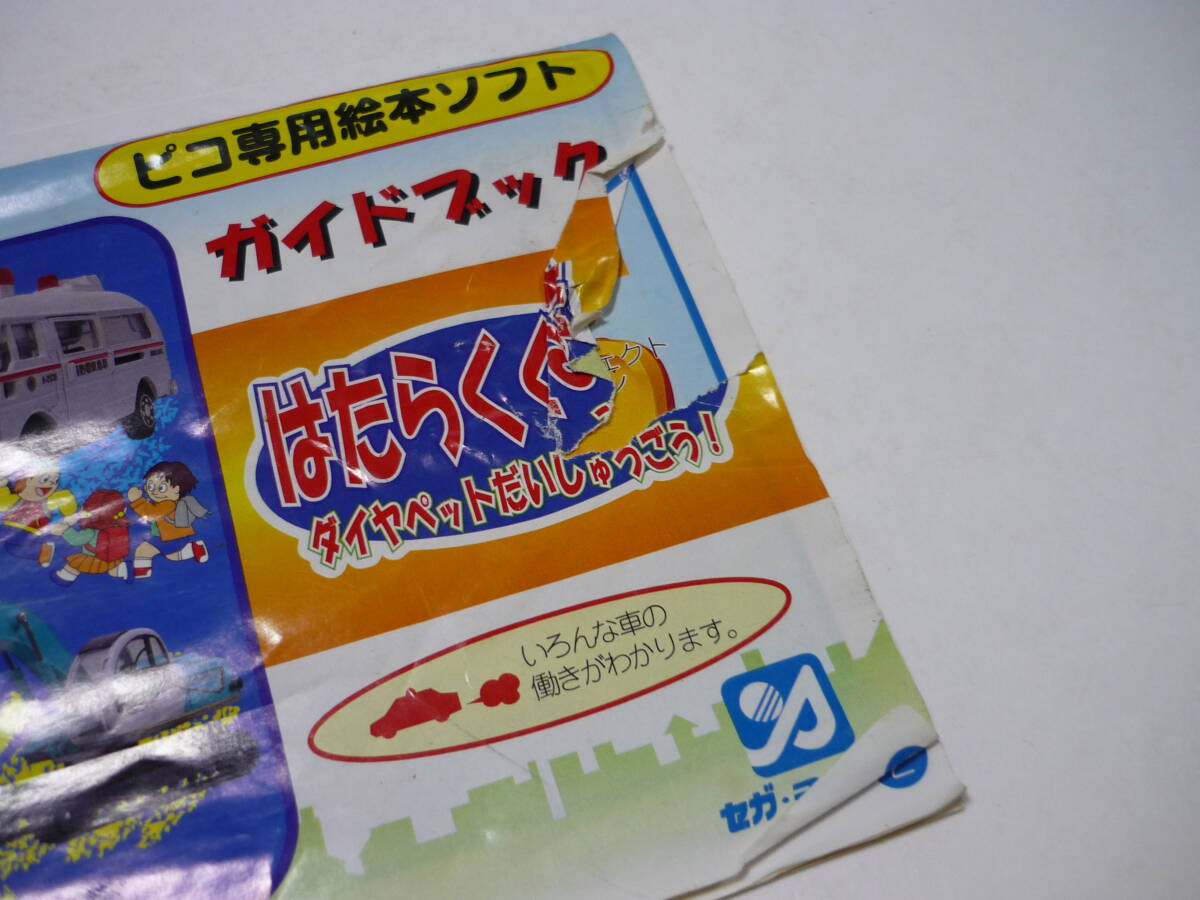 ピコ専用絵本ソフト
ガイドブック
はたらくく
ダイヤペットだいしゅつごう!
いろんな車の
働きがわかります。
セガ・